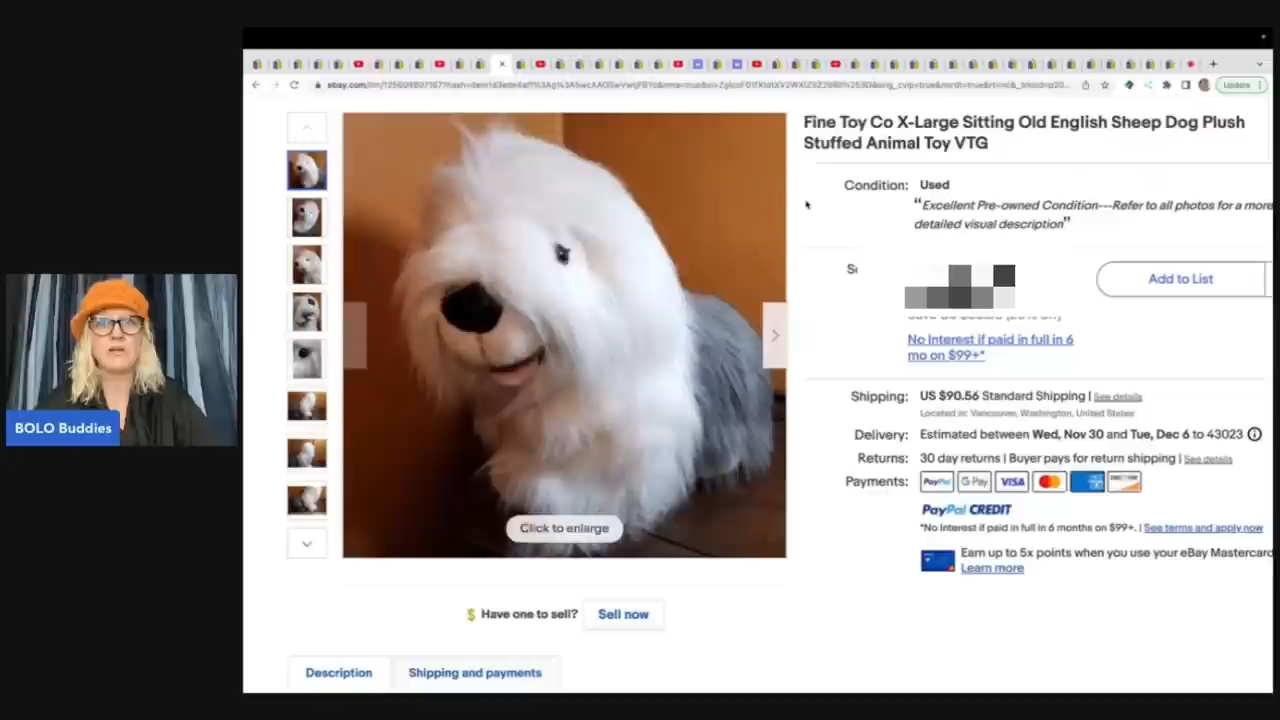 Update
Fine Toy Co X-Large Sitting Old English Sheep Dog Plush
Stuffed Animal Toy VTG
Condition: Used
“Excellent Pre-owned Condition---Refer to all photos for a more
detailed visual description”
Add to List
No Interest if paid in full in 6
mo on $99+*
Shipping: US $90.56 Standard Shipping | See details
Located in: Vancouver, Washington, United States
Delivery: Estimated between Wed, Nov 30 and Tue, Dec 6 to 43023
Returns: 30 day returns | Buyer pays for return shipping | See details
Payments: PayPal G Pay VISA
PayPal CREDIT
*No Interest if paid in full in 6 months on $99+. | See terms and apply now
Earn up to 5x points when you use your eBay Mastercard
Learn more
BOLO Buddies
Click to enlarge
$ Have one to sell? Sell now
Description Shipping and payments